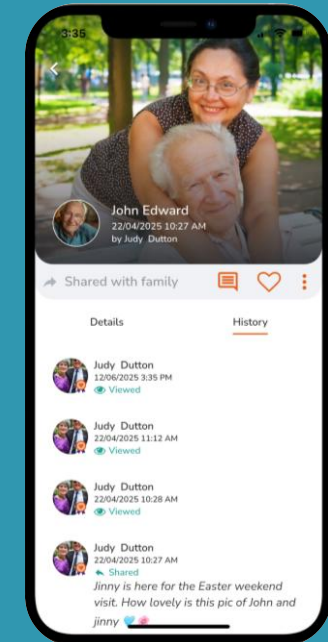 3:35
John Edward
22/04/2025 10:27 AM
by Judy Dutton
Shared with family
Details
History
Judy Dutton
12/06/2025 3:35 PM
Viewed
Judy Dutton
22/04/2025 11:12 AM
Viewed
Judy Dutton
22/04/2025 10:28 AM
Viewed
Judy Dutton
22/04/2025 10:27 AM
Shared
Jinny is here for the Easter weekend
visit. How lovely is this pic of John and
jinny 🩵🌸